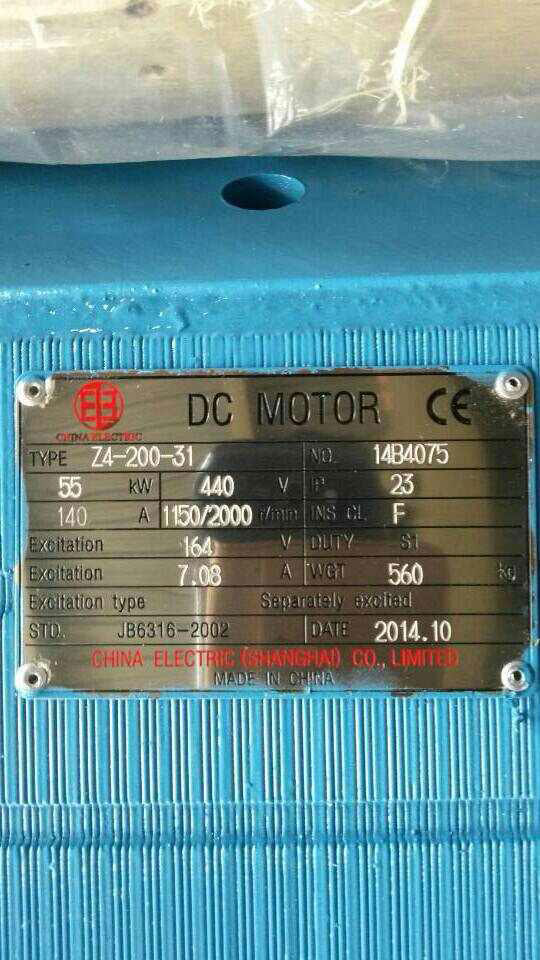 CHINA ELECTRIC
DC MOTOR CE
TYPE Z4-200-31 NO. 14B4075
55 kW 440 V IP 23
140 A 1150/2000 r/min INS CL F
Excitation 164 V DUTY S1
Excitation 7.08 A WGT 560 kg
Excitation type Separately excited
STD. JB6316-2002 DATE 2014.10
CHINA ELECTRIC (SHANGHAI) CO., LIMITED
MADE IN CHINA